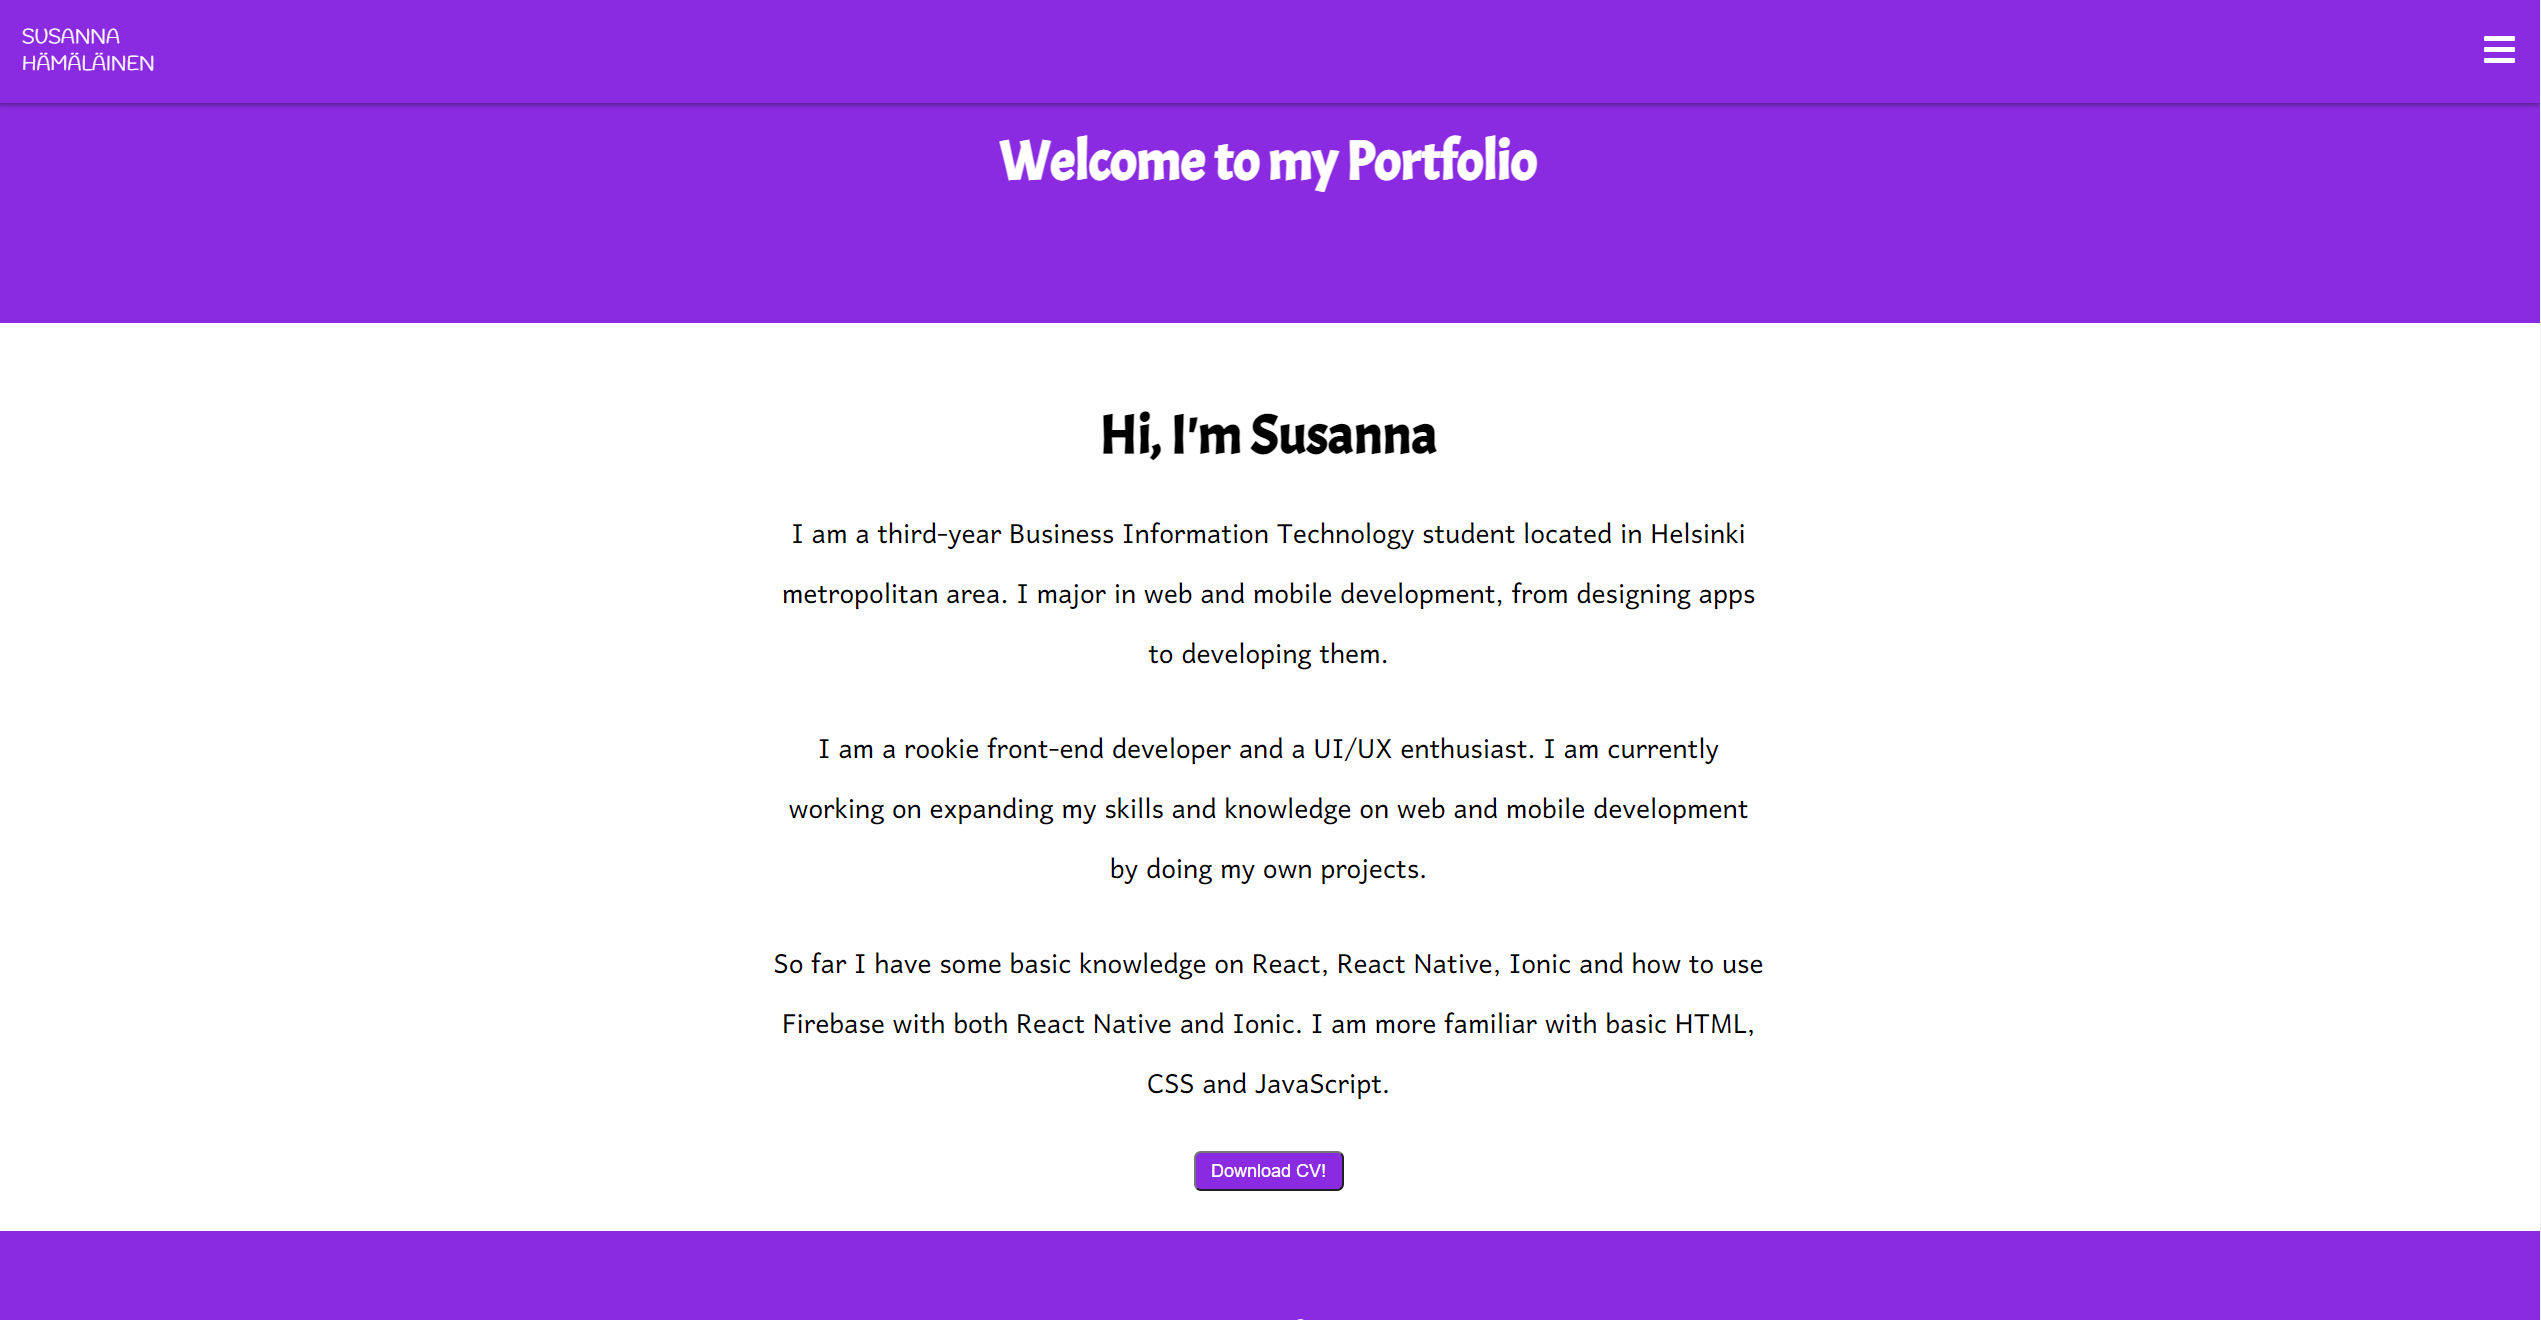 SUSANNA
HÄMÄLÄINEN
Welcome to my Portfolio
Hi, I'm Susanna
I am a third-year Business Information Technology student located in Helsinki
metropolitan area. I major in web and mobile development, from designing apps
to developing them.
I am a rookie front-end developer and a UI/UX enthusiast. I am currently
working on expanding my skills and knowledge on web and mobile development
by doing my own projects.
So far I have some basic knowledge on React, React Native, Ionic and how to use
Firebase with both React Native and Ionic. I am more familiar with basic HTML,
CSS and JavaScript.
Download CV!